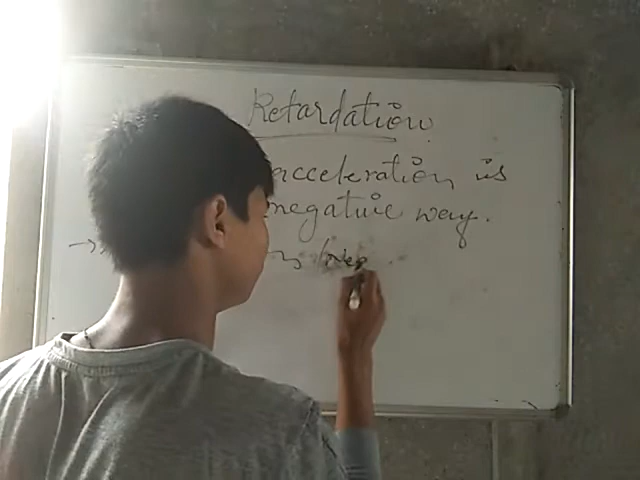 Retardation.
acceleration is
negative way.
→